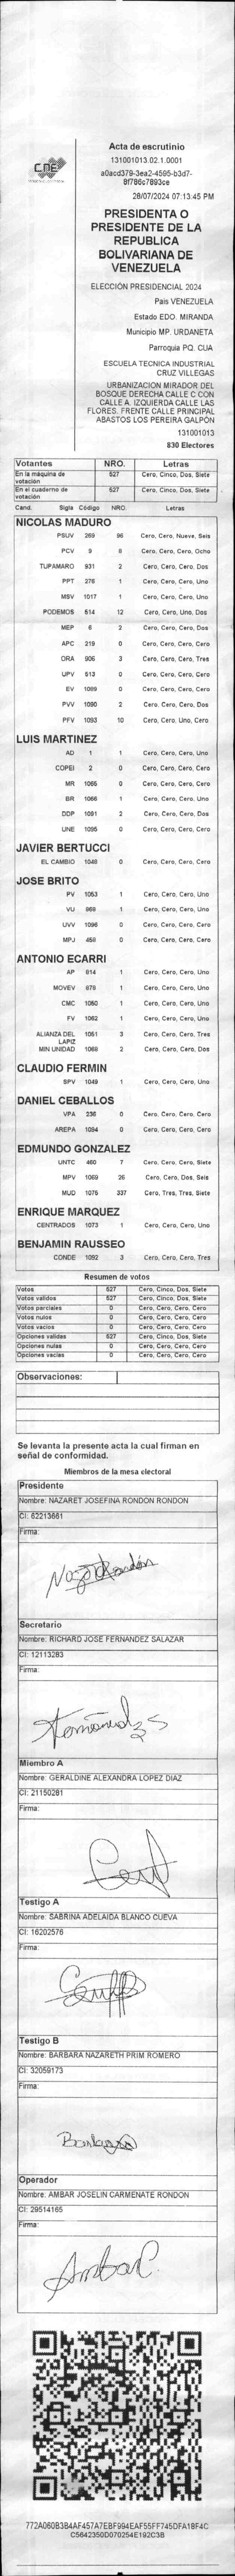 CNE
Acta de escrutinio
131001013.02.1.0001
a0acd379-3ea2-4595-b3d7-
8f786c7893ce
28/07/2024 07:13:45 PM
PRESIDENTA O
PRESIDENTE DE LA
REPUBLICA
BOLIVARIANA DE
VENEZUELA
ELECCIÓN PRESIDENCIAL 2024
Pais VENEZUELA
Estado EDO. MIRANDA
Municipio MP. URDANETA
Parroquia PQ. CUA
ESCUELA TECNICA INDUSTRIAL
CRUZ VILLEGAS
URBANIZACION MIRADOR DEL
BOSQUE DERECHA CALLE C CON
CALLE A. IZQUIERDA CALLE LAS
FLORES. FRENTE CALLE PRINCIPAL
ABASTOS LOS PEREIRA GALPÓN
131001013
830 Electores
Votantes NRO. Letras
En la máquina de votación 527 Cero, Cinco, Dos, Siete
En el cuaderno de votación 527 Cero, Cinco, Dos, Siete
Cand. Sigla Código NRO. Letras
NICOLAS MADURO
PSUV 269 96 Cero, Cero, Nueve, Seis
PCV 9 8 Cero, Cero, Cero, Ocho
TUPAMARO 931 2 Cero, Cero, Cero, Dos
PPT 276 1 Cero, Cero, Cero, Uno
MSV 1017 1 Cero, Cero, Cero, Uno
PODEMOS 514 12 Cero, Cero, Uno, Dos
MEP 6 2 Cero, Cero, Cero, Dos
APC 219 0 Cero, Cero, Cero, Cero
ORA 906 3 Cero, Cero, Cero, Tres
UPV 513 0 Cero, Cero, Cero, Cero
EV 1089 0 Cero, Cero, Cero, Cero
PVV 1090 2 Cero, Cero, Cero, Dos
PFV 1093 10 Cero, Cero, Uno, Cero
LUIS MARTINEZ
AD 1 1 Cero, Cero, Cero, Uno
COPEI 2 0 Cero, Cero, Cero, Cero
MR 1065 0 Cero, Cero, Cero, Cero
BR 1066 1 Cero, Cero, Cero, Uno
DDP 1091 2 Cero, Cero, Cero, Dos
UNE 1095 0 Cero, Cero, Cero, Cero
JAVIER BERTUCCI
EL CAMBIO 1048 0 Cero, Cero, Cero, Cero
JOSE BRITO
PV 1053 1 Cero, Cero, Cero, Uno
VU 969 1 Cero, Cero, Cero, Uno
UVV 1096 0 Cero, Cero, Cero, Cero
MPJ 458 0 Cero, Cero, Cero, Cero
ANTONIO ECARRI
AP 814 1 Cero, Cero, Cero, Uno
MOVEV 879 1 Cero, Cero, Cero, Uno
CMC 1050 1 Cero, Cero, Cero, Uno
FV 1062 1 Cero, Cero, Cero, Uno
ALIANZA DEL LAPIZ 1051 3 Cero, Cero, Cero, Tres
MIN UNIDAD 1068 2 Cero, Cero, Cero, Dos
CLAUDIO FERMIN
SPV 1049 1 Cero, Cero, Cero, Uno
DANIEL CEBALLOS
VPA 236 0 Cero, Cero, Cero, Cero
AREPA 1094 0 Cero, Cero, Cero, Cero
EDMUNDO GONZALEZ
UNTC 460 7 Cero, Cero, Cero, Siete
MPV 1069 26 Cero, Cero, Dos, Seis
MUD 1075 337 Cero, Tres, Tres, Siete
ENRIQUE MARQUEZ
CENTRADOS 1073 1 Cero, Cero, Cero, Uno
BENJAMIN RAUSSEO
CONDE 1092 3 Cero, Cero, Cero, Tres
Resumen de votos
Votos 527 Cero, Cinco, Dos, Siete
Votos validos 527 Cero, Cinco, Dos, Siete
Votos parciales 0 Cero, Cero, Cero, Cero
Votos nulos 0 Cero, Cero, Cero, Cero
Votos vacios 0 Cero, Cero, Cero, Cero
Opciones validas 527 Cero, Cinco, Dos, Siete
Opciones nulas 0 Cero, Cero, Cero, Cero
Opciones vacias 0 Cero, Cero, Cero, Cero
Observaciones:
Se levanta la presente acta la cual firman en
señal de conformidad.
Miembros de la mesa electoral
Presidente
Nombre: NAZARET JOSEFINA RONDON RONDON
CI: 62213661
Firma:
Secretario
Nombre: RICHARD JOSE FERNANDEZ SALAZAR
CI: 12113283
Firma:
Miembro A
Nombre: GERALDINE ALEXANDRA LOPEZ DIAZ
CI: 21150281
Firma:
Testigo A
Nombre: SABRINA ADELAIDA BLANCO CUEVA
CI: 16202576
Firma:
Testigo B
Nombre: BARBARA NAZARETH PRIM ROMERO
CI: 32059173
Firma:
Operador
Nombre: AMBAR JOSELIN CARMENATE RONDON
CI: 29514165
Firma:
772A060B3B4AF457A7EBF994EAF55FF745DFA18F4C
C5642350D070254E192C3B